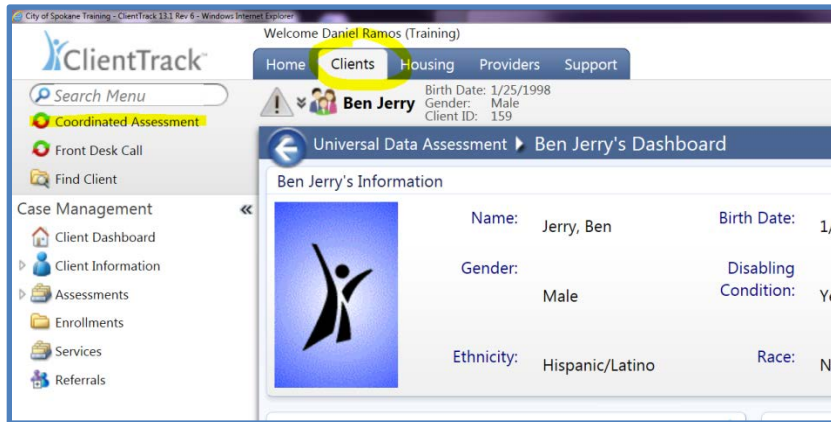 City of Spokane Training - ClientTrack 13.1 Rev 6 - Windows Internet Explorer
ClientTrack™
Welcome Daniel Ramos (Training)
Home Clients Housing Providers Support
Search Menu
Coordinated Assessment
Front Desk Call
Find Client
Case Management
Client Dashboard
Client Information
Assessments
Enrollments
Services
Referrals
Ben Jerry
Birth Date: 1/25/1998
Gender: Male
Client ID: 159
Universal Data Assessment Ben Jerry's Dashboard
Ben Jerry's Information
Name: Jerry, Ben Birth Date: 1/
Gender: Male Disabling Condition:
Ethnicity: Hispanic/Latino Race: N